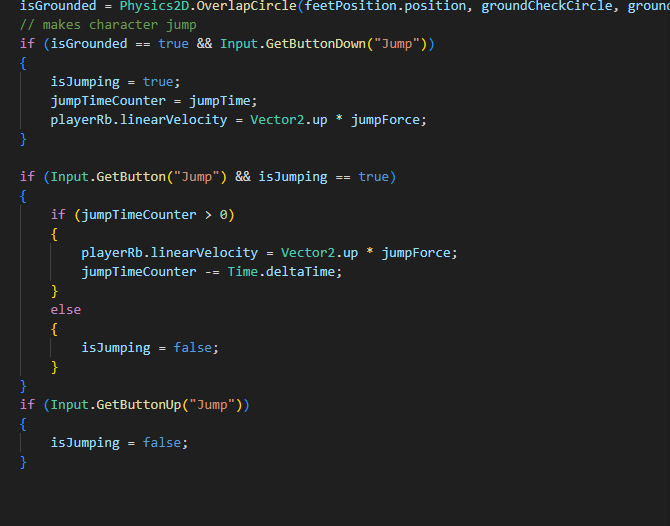 isGrounded = Physics2D.OverlapCircle(feetPosition.position, groundCheckCircle,
// makes character jump
if (isGrounded == true && Input.GetButtonDown("Jump"))
{
isJumping = true;
jumpTimeCounter = jumpTime;
playerRb.linearVelocity = Vector2.up * jumpForce;
}
if (Input.GetButton("Jump") && isJumping == true)
{
if (jumpTimeCounter > 0)
{
playerRb.linearVelocity = Vector2.up * jumpForce;
jumpTimeCounter -= Time.deltaTime;
}
else
{
isJumping = false;
}
}
if (Input.GetButtonUp("Jump"))
{
isJumping = false;
}